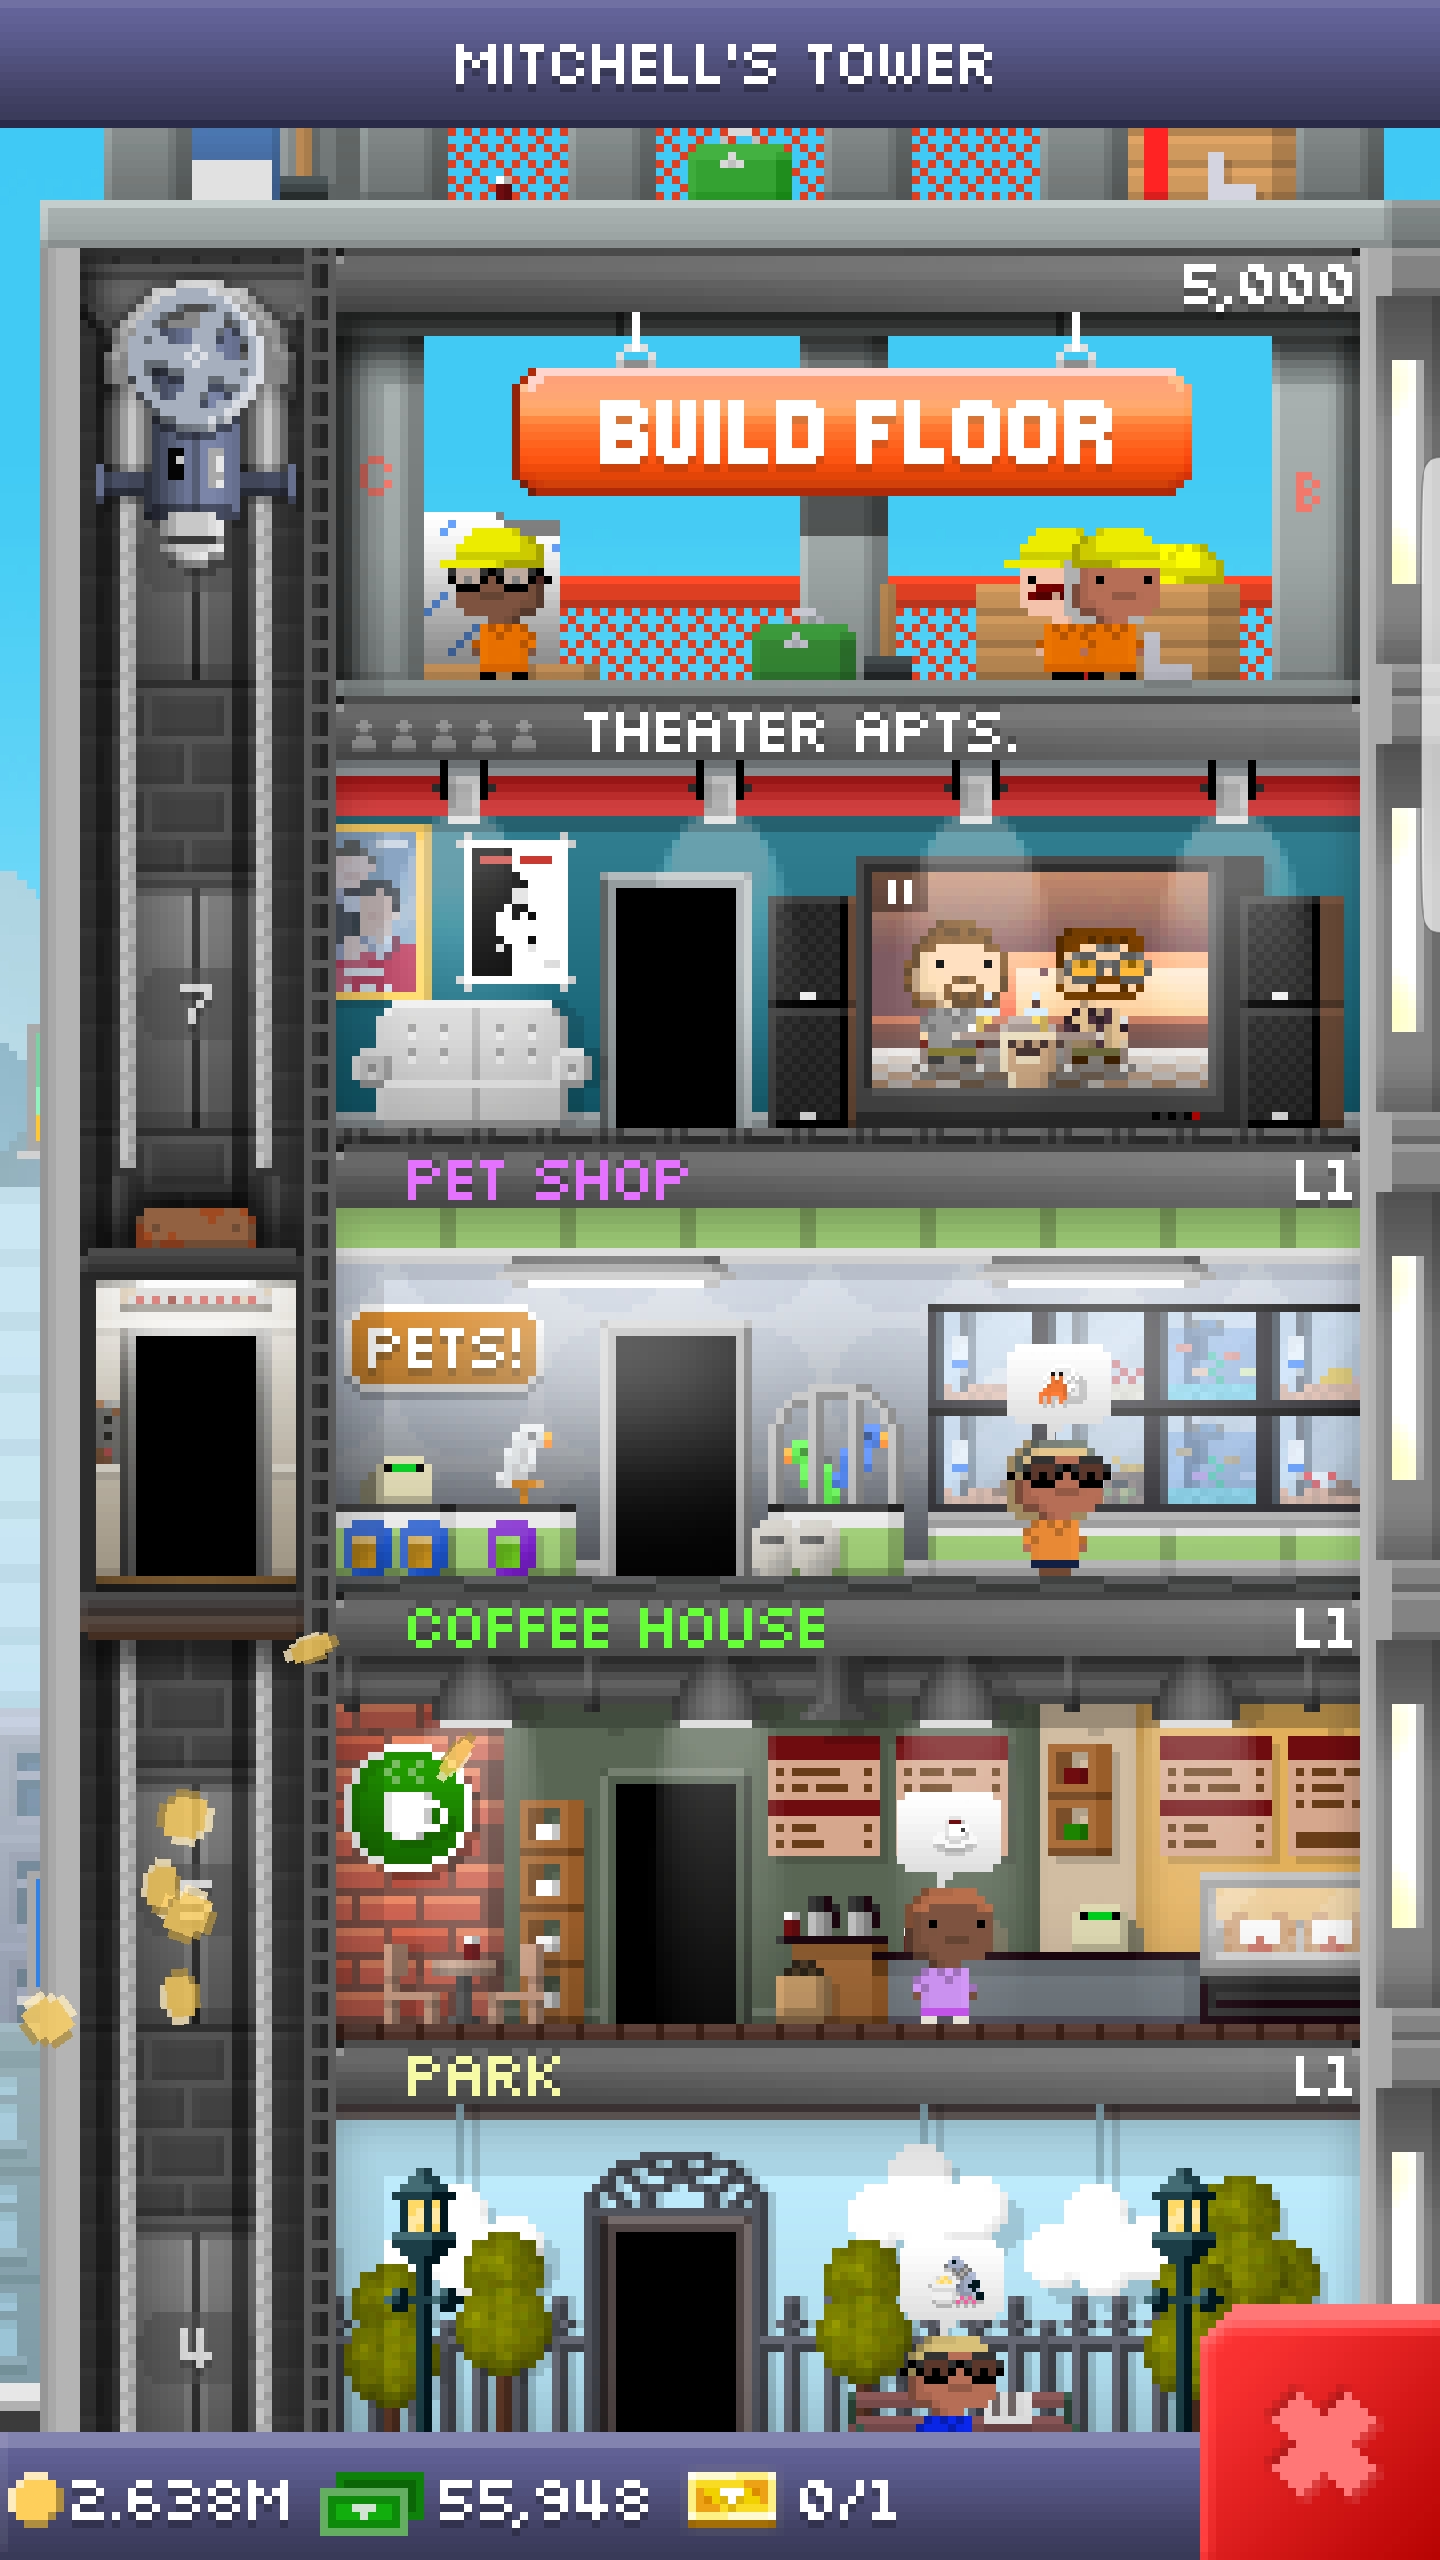 MITCHELL'S TOWER
5,000
BUILD FLOOR
C
B
THEATER APTS.
7
PET SHOP L1
PETS!
COFFEE HOUSE L1
PARK L1
4
2.638M 55,948 0/1